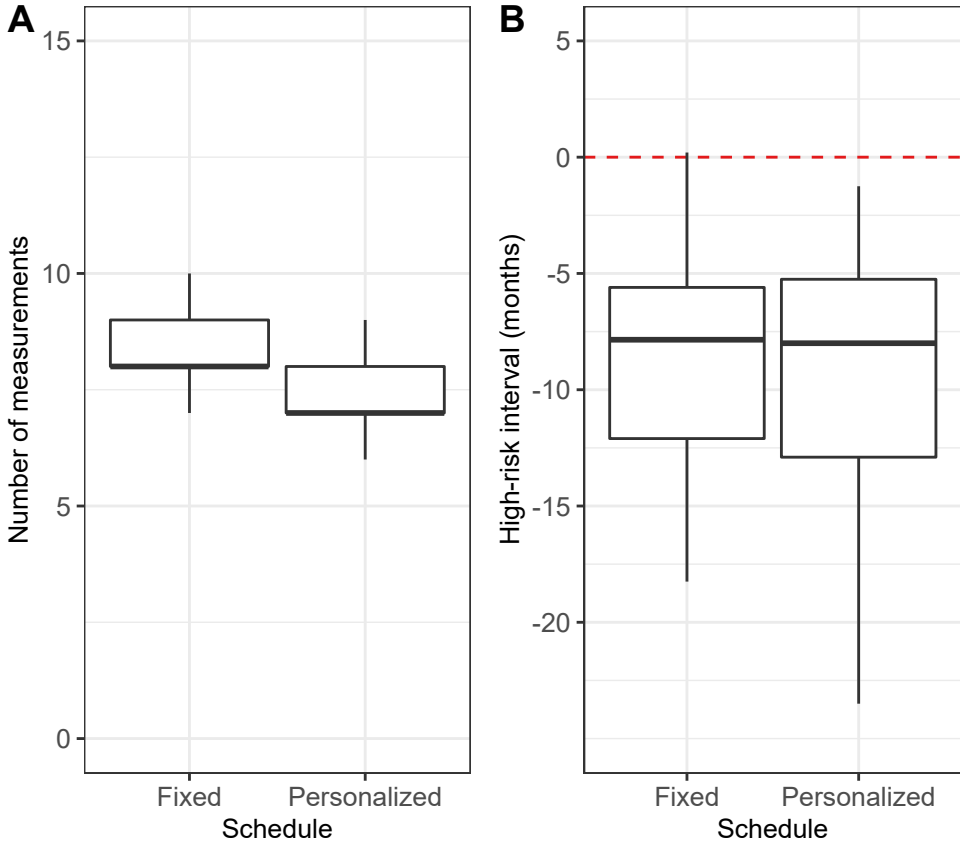 A
Number of measurements
15
10
5
0
Fixed Personalized
Schedule
B
High-risk interval (months)
5
0
-5
-10
-15
-20
Fixed Personalized
Schedule